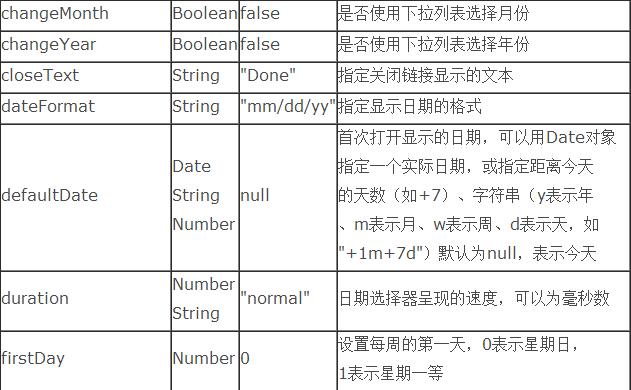 changeMonth Boolean false 是否使用下拉列表选择月份
changeYear Boolean false 是否使用下拉列表选择年份
closeText String "Done" 指定关闭链接显示的文本
dateFormat String "mm/dd/yy" 指定显示日期的格式
defaultDate
Date
String
Number
null
首次打开显示的日期，可以用Date对象
指定一个实际日期，或指定距离今天
的天数（如+7）、字符串（y表示年
、m表示月、w表示周、d表示天，如
"+1m+7d"）默认为null，表示今天
duration
Number
String
"normal"
日期选择器呈现的速度，可以为毫秒数
firstDay Number 0
设置每周的第一天，0表示星期日，
1表示星期一等